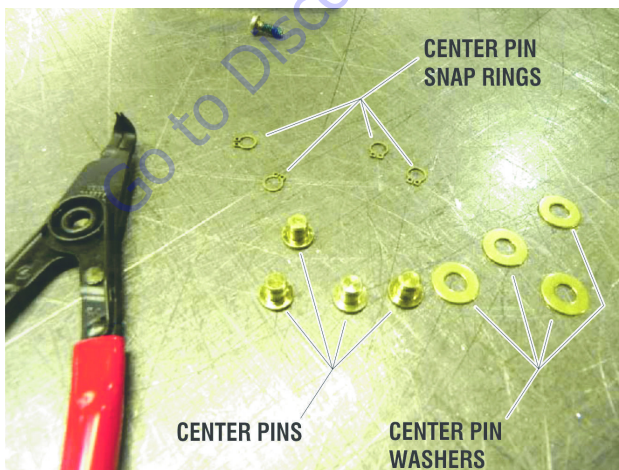 Go to Disco
CENTER PIN
SNAP RINGS
CENTER PINS
CENTER PIN
WASHERS